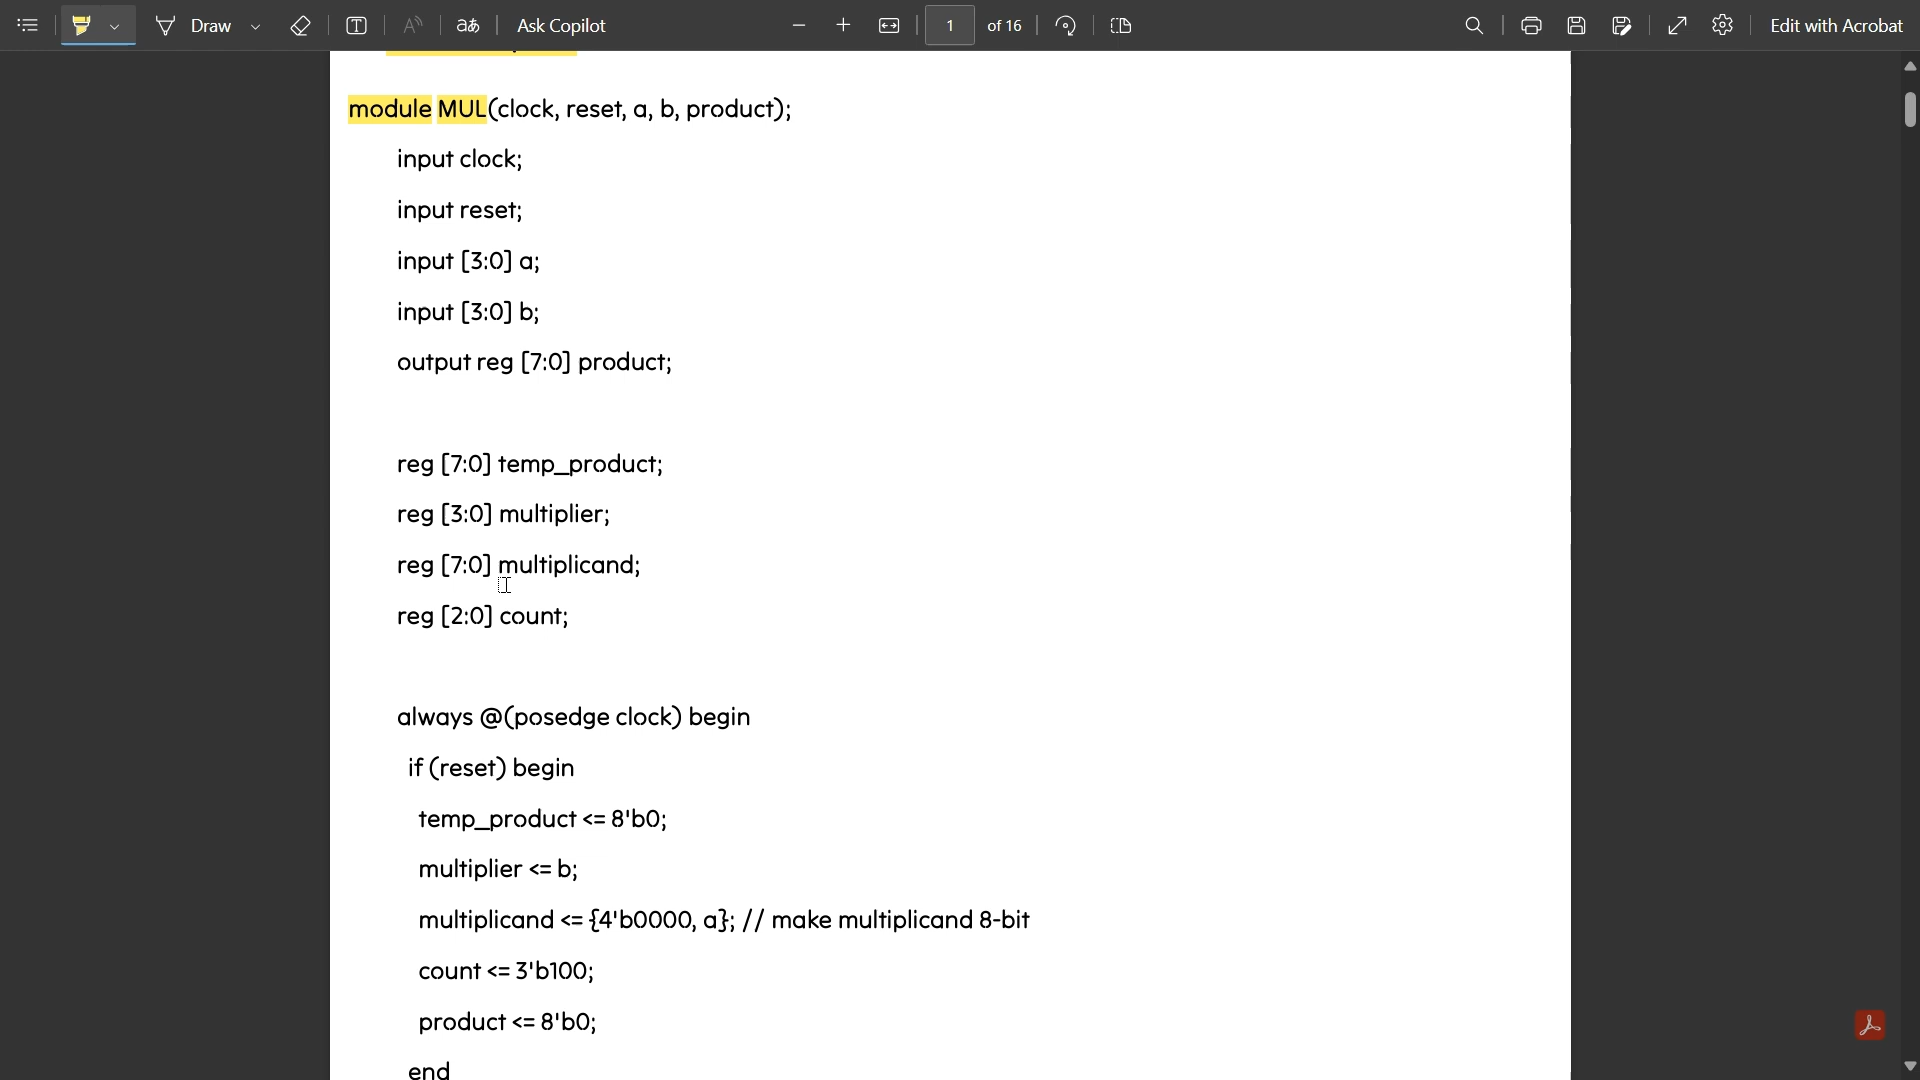 Draw
aあ
Ask Copilot
1
of 16
Edit with Acrobat
module MUL(clock, reset, a, b, product);
input clock;
input reset;
input [3:0] a;
input [3:0] b;
output reg [7:0] product;
reg [7:0] temp_product;
reg [3:0] multiplier;
reg [7:0] multiplicand;
reg [2:0] count;
always @(posedge clock) begin
if (reset) begin
temp_product <= 8'b0;
multiplier <= b;
multiplicand <= {4'b0000, a}; // make multiplicand 8-bit
count <= 3'b100;
product <= 8'b0;
end